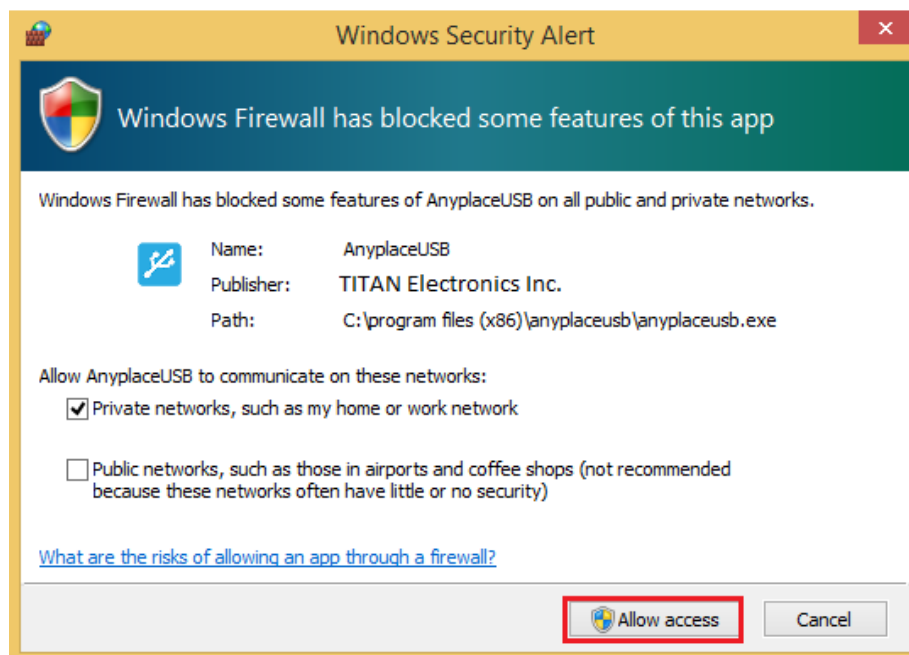 Windows Security Alert
Windows Firewall has blocked some features of this app
Windows Firewall has blocked some features of AnyplaceUSB on all public and private networks.
Name: AnyplaceUSB
Publisher: TITAN Electronics Inc.
Path: C:\program files (x86)\anyplaceusb\anyplaceusb.exe
Allow AnyplaceUSB to communicate on these networks:
Private networks, such as my home or work network
Public networks, such as those in airports and coffee shops (not recommended
because these networks often have little or no security)
What are the risks of allowing an app through a firewall?
Allow access Cancel